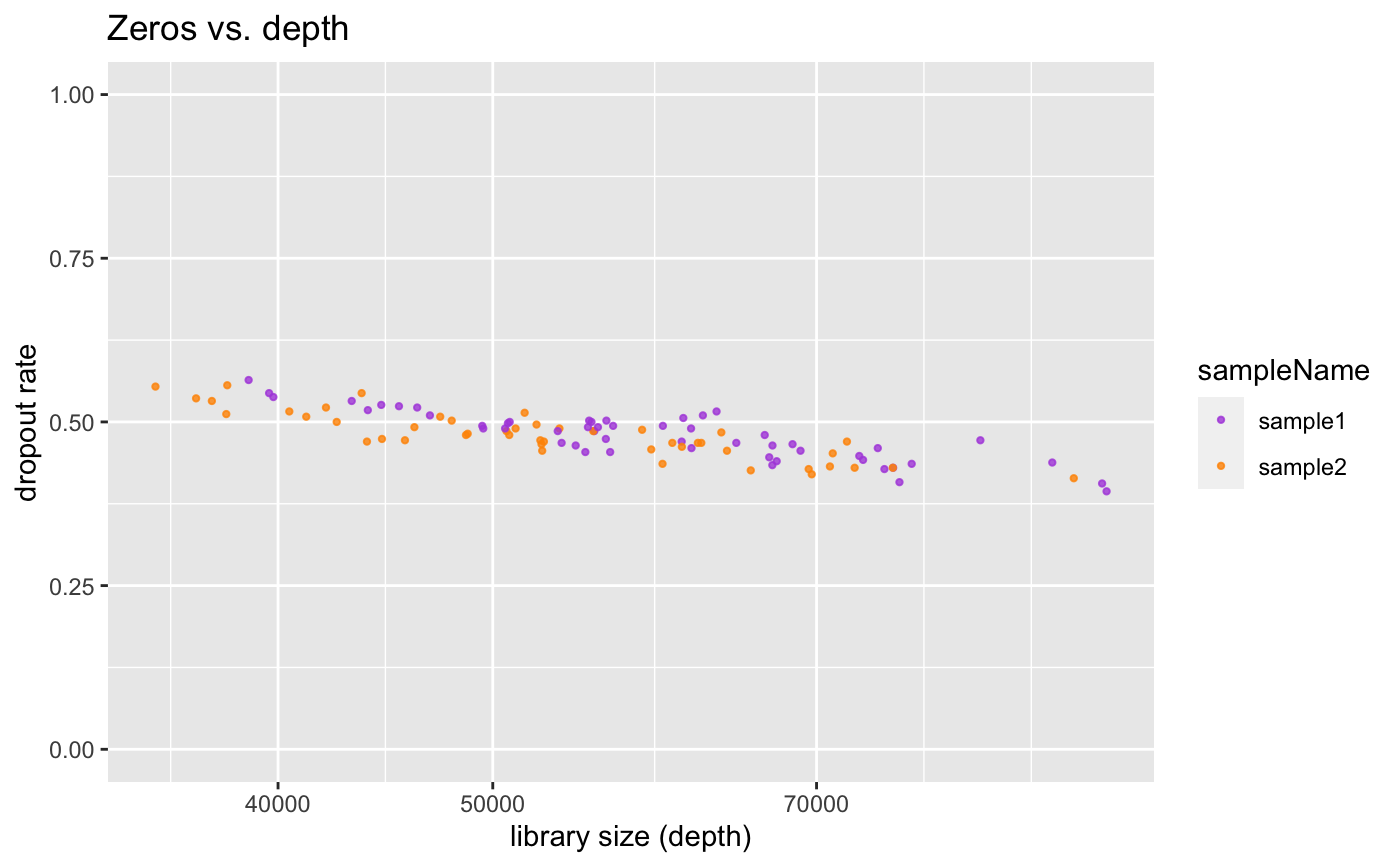 Zeros vs. depth
1.00
0.75
0.50
0.25
0.00
dropout rate
40000
50000
70000
library size (depth)
sampleName
sample1
sample2